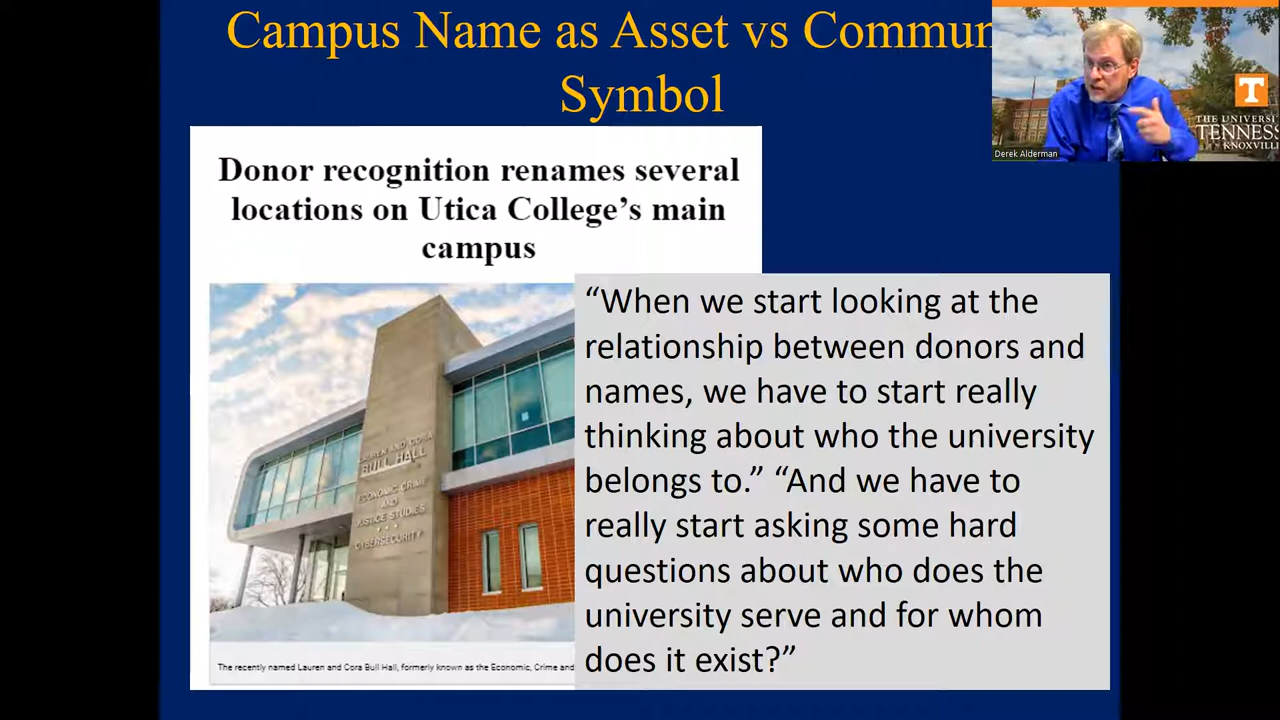 Campus Name as Asset vs Commun
Symbol
THE UNIVERSI
TENNESS
KNOXVILL
Derek Alderman
Donor recognition renames several
locations on Utica College’s main
campus
LAUREN AND CORA
BULL HALL
ECONOMIC CRIME
AND
JUSTICE STUDIES
CYBERSECURITY
“When we start looking at the
relationship between donors and
names, we have to start really
thinking about who the university
belongs to.” “And we have to
really start asking some hard
questions about who does the
university serve and for whom
does it exist?”
The recently named Lauren and Cora Bull Hall, formerly known as the Economic, Crime and